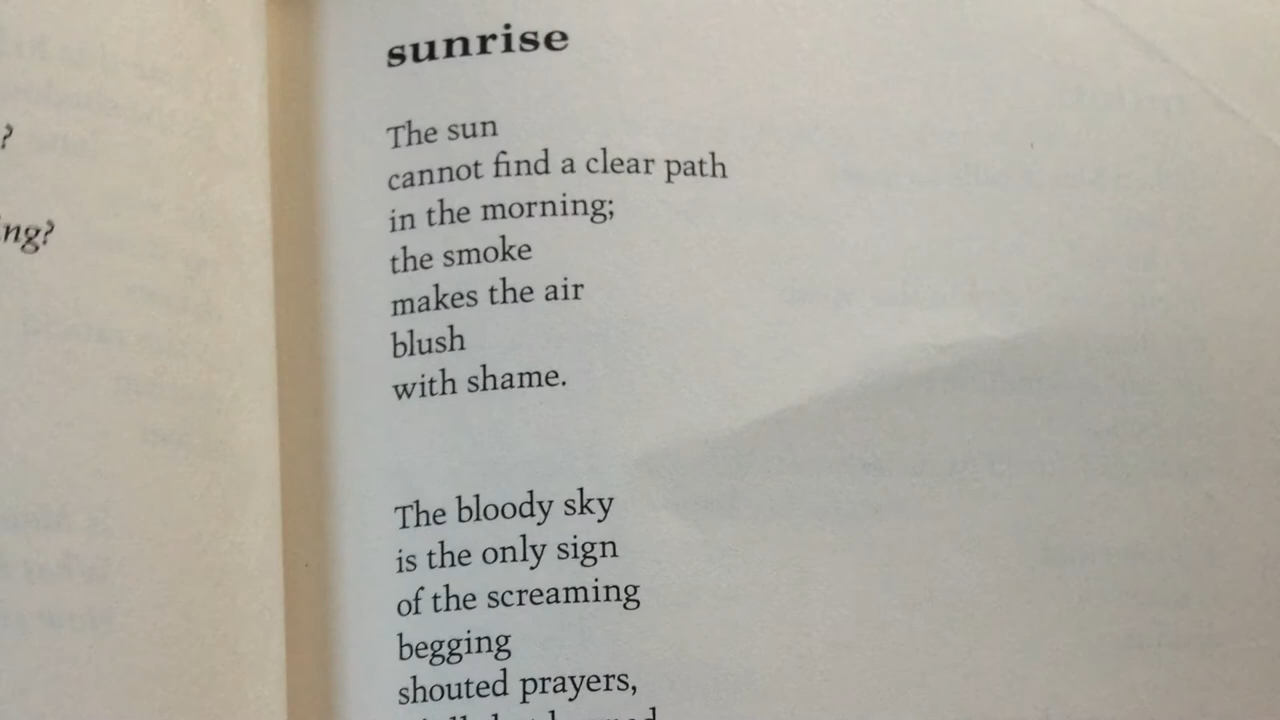 ?
ng?
sunrise
The sun
cannot find a clear path
in the morning;
the smoke
makes the air
blush
with shame.
The bloody sky
is the only sign
of the screaming
begging
shouted prayers,